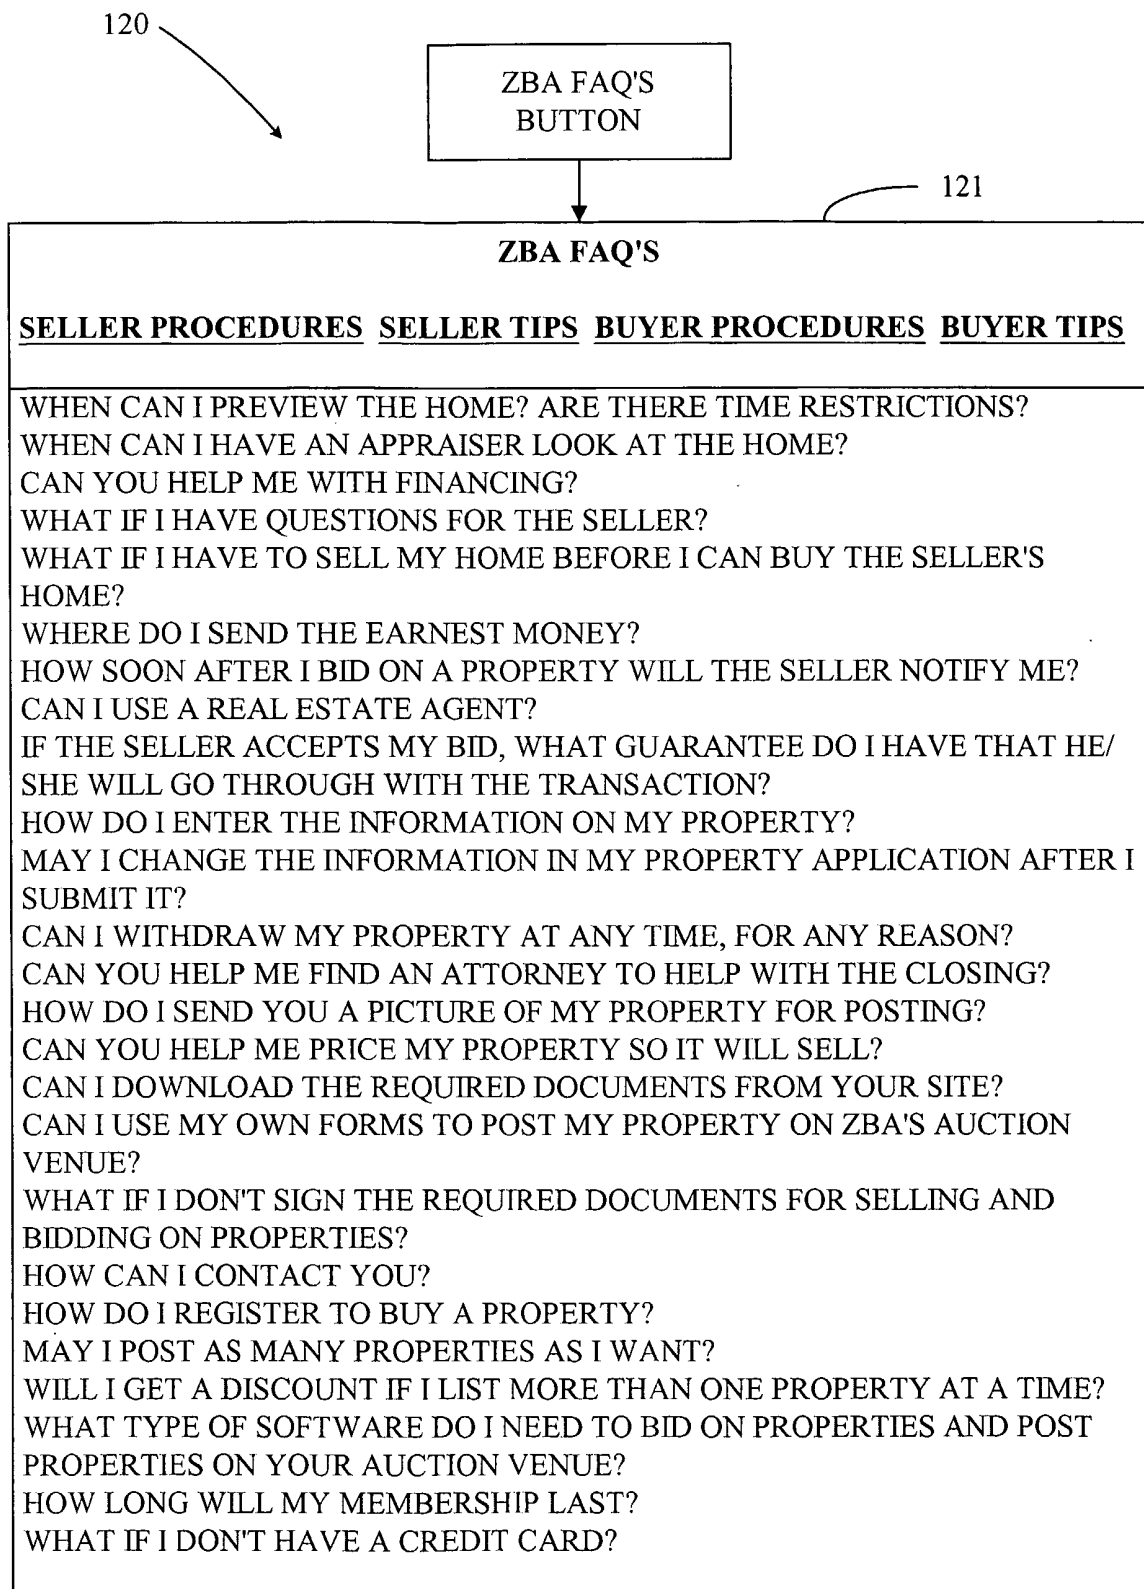 120
ZBA FAQ'S
BUTTON
121
ZBA FAQ'S
SELLER PROCEDURES SELLER TIPS BUYER PROCEDURES BUYER TIPS
WHEN CAN I PREVIEW THE HOME? ARE THERE TIME RESTRICTIONS?
WHEN CAN I HAVE AN APPRAISER LOOK AT THE HOME?
CAN YOU HELP ME WITH FINANCING?
WHAT IF I HAVE QUESTIONS FOR THE SELLER?
WHAT IF I HAVE TO SELL MY HOME BEFORE I CAN BUY THE SELLER'S
HOME?
WHERE DO I SEND THE EARNEST MONEY?
HOW SOON AFTER I BID ON A PROPERTY WILL THE SELLER NOTIFY ME?
CAN I USE A REAL ESTATE AGENT?
IF THE SELLER ACCEPTS MY BID, WHAT GUARANTEE DO I HAVE THAT HE/
SHE WILL GO THROUGH WITH THE TRANSACTION?
HOW DO I ENTER THE INFORMATION ON MY PROPERTY?
MAY I CHANGE THE INFORMATION IN MY PROPERTY APPLICATION AFTER I
SUBMIT IT?
CAN I WITHDRAW MY PROPERTY AT ANY TIME, FOR ANY REASON?
CAN YOU HELP ME FIND AN ATTORNEY TO HELP WITH THE CLOSING?
HOW DO I SEND YOU A PICTURE OF MY PROPERTY FOR POSTING?
CAN YOU HELP ME PRICE MY PROPERTY SO IT WILL SELL?
CAN I DOWNLOAD THE REQUIRED DOCUMENTS FROM YOUR SITE?
CAN I USE MY OWN FORMS TO POST MY PROPERTY ON ZBA'S AUCTION
VENUE?
WHAT IF I DON'T SIGN THE REQUIRED DOCUMENTS FOR SELLING AND
BIDDING ON PROPERTIES?
HOW CAN I CONTACT YOU?
HOW DO I REGISTER TO BUY A PROPERTY?
MAY I POST AS MANY PROPERTIES AS I WANT?
WILL I GET A DISCOUNT IF I LIST MORE THAN ONE PROPERTY AT A TIME?
WHAT TYPE OF SOFTWARE DO I NEED TO BID ON PROPERTIES AND POST
PROPERTIES ON YOUR AUCTION VENUE?
HOW LONG WILL MY MEMBERSHIP LAST?
WHAT IF I DON'T HAVE A CREDIT CARD?